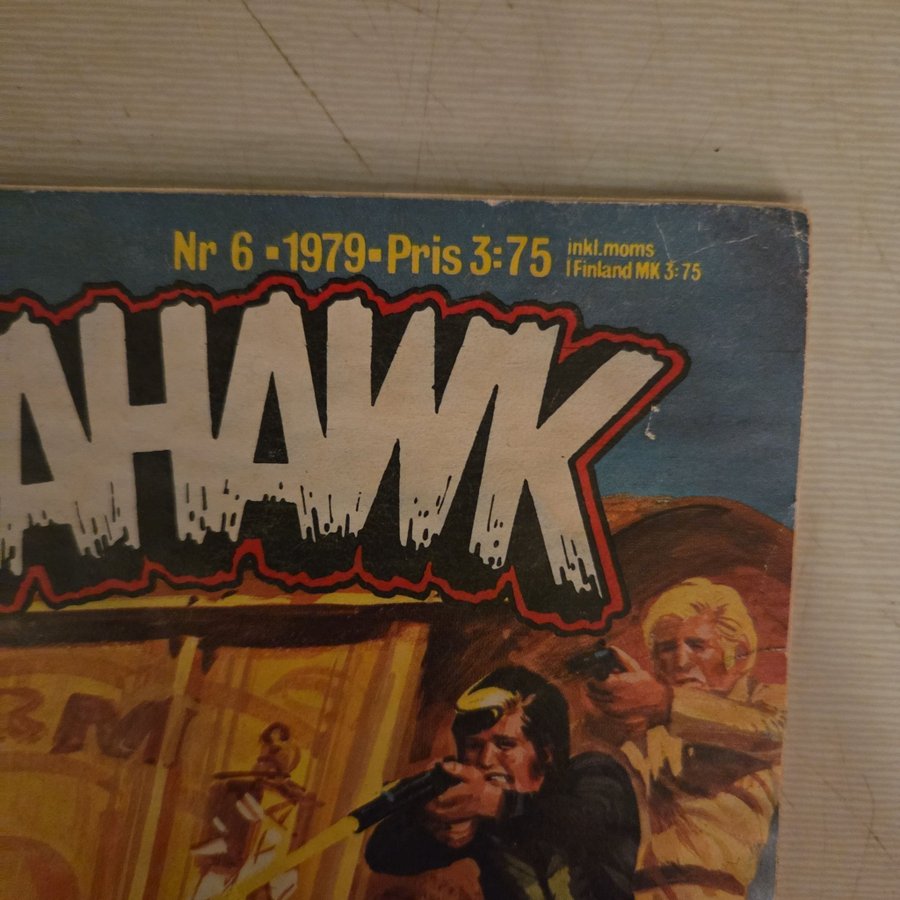 Nr 6 ▪ 1979 ▪ Pris 3:75 inkl.moms
I Finland MK 3:75
AHAWK